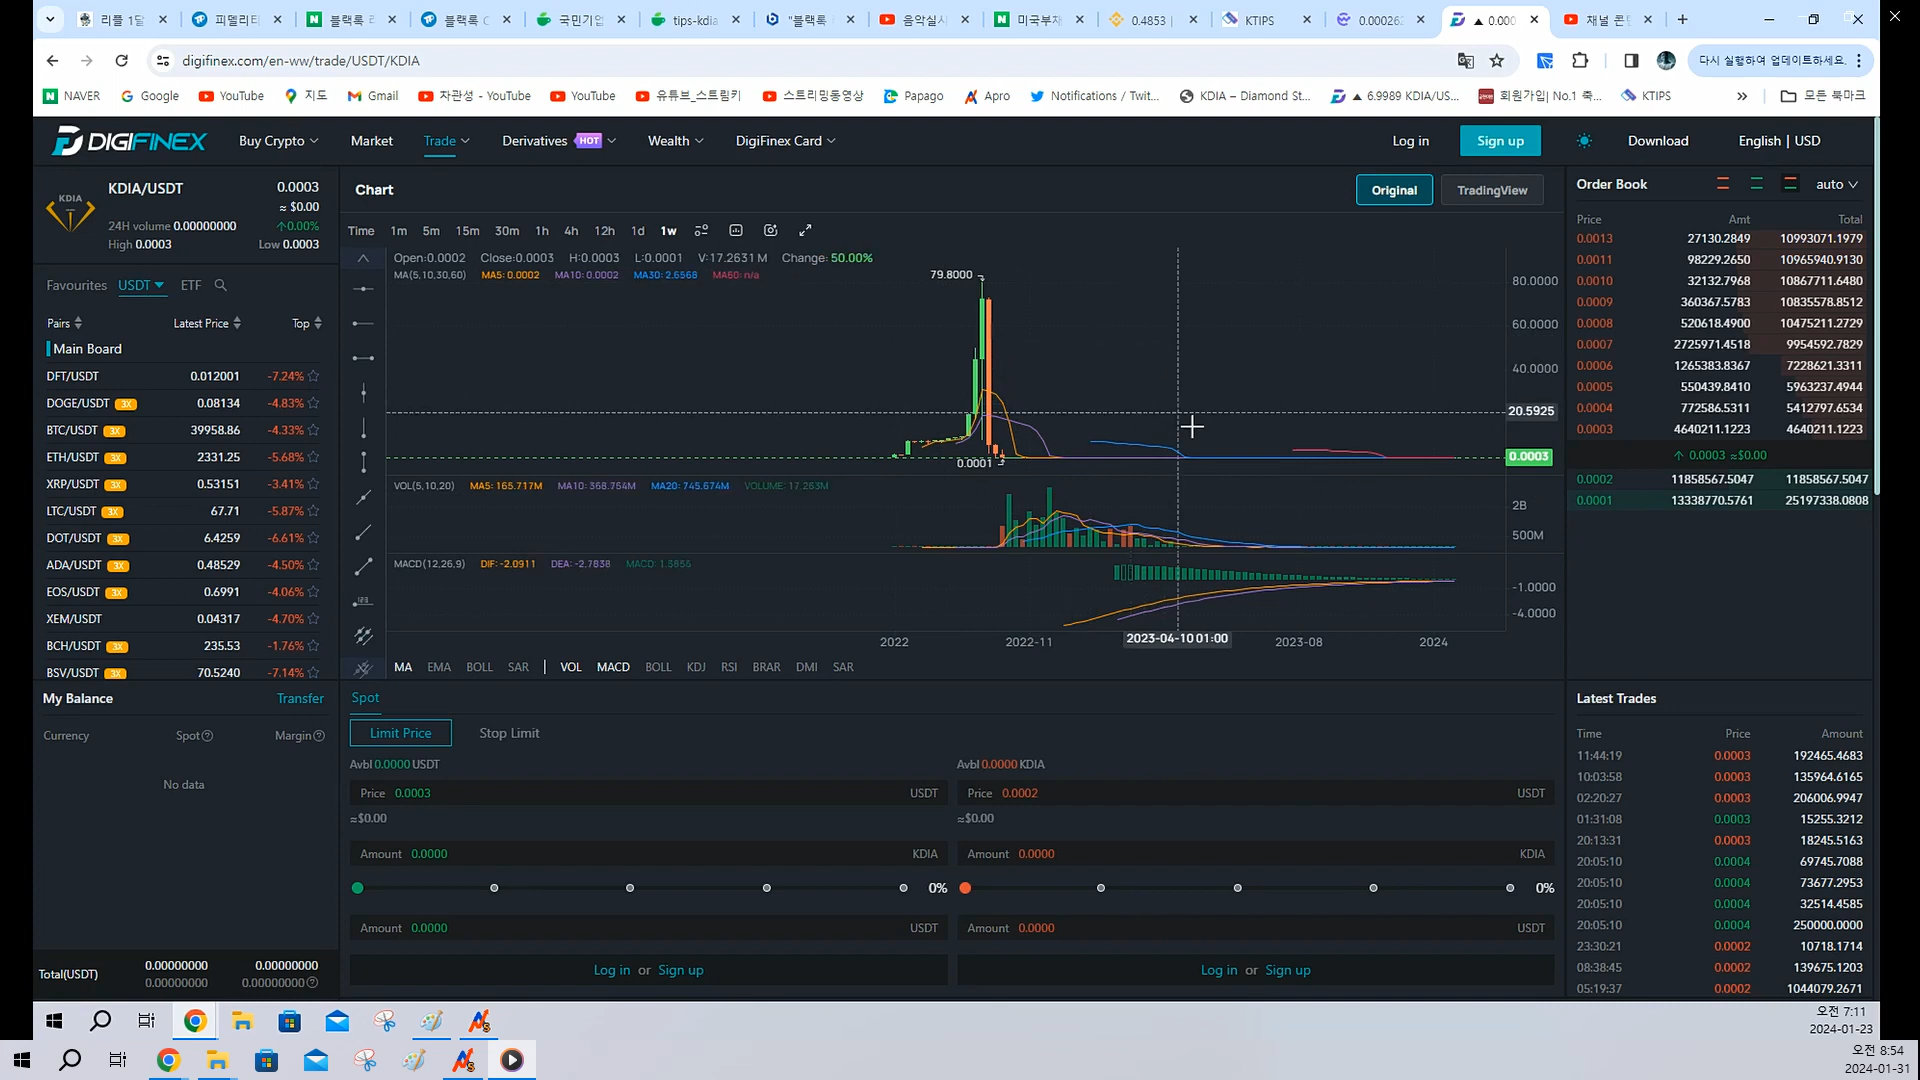 리플 1달
피델리티
블랙록
블랙록
국민기업
tips-kdia
"블랙록
음악실시
미국부채
0.4853 |
KTIPS
0.00026
▲ 0.000
채널 콘텐
digifinex.com/en-ww/trade/USDT/KDIA
다시 실행하여 업데이트하세요.
NAVER
Google
YouTube
지도
Gmail
차관성 - YouTube
YouTube
유튜브_스트림키
스트리밍동영상
Papago
Apro
Notifications / Twit...
KDIA – Diamond St...
▲ 6.9989 KDIA/US...
회원가입| No.1 축...
KTIPS
»
모든 북마크
DIGIFINEX
Buy Crypto
Market
Trade
Derivatives HOT
Wealth
DigiFinex Card
Log in
Sign up
Download
English | USD
KDIA
KDIA/USDT 0.0003
≈ $0.00
24H volume 0.00000000 ↑0.00%
High 0.0003 Low 0.0003
Favourites USDT ETF
Pairs Latest Price Top
Main Board
DFT/USDT 0.012001 -7.24%
DOGE/USDT 3X 0.08134 -4.83%
BTC/USDT 3X 39958.86 -4.33%
ETH/USDT 3X 2331.25 -5.68%
XRP/USDT 3X 0.53151 -3.41%
LTC/USDT 3X 67.71 -5.87%
DOT/USDT 3X 6.4259 -6.61%
ADA/USDT 3X 0.48529 -4.50%
EOS/USDT 3X 0.6991 -4.06%
XEM/USDT 0.04317 -4.70%
BCH/USDT 3X 235.53 -1.76%
BSV/USDT 3X 70.5240 -7.14%
My Balance Transfer
Currency Spot Margin
No data
Total(USDT) 0.00000000 0.00000000
0.00000000 0.00000000
Chart
Original TradingView
Time 1m 5m 15m 30m 1h 4h 12h 1d 1w
Open:0.0002 Close:0.0003 H:0.0003 L:0.0001 V:17.2631 M Change: 50.00%
MA(5,10,30,60) MA5: 0.0002 MA10: 0.0002 MA30: 2.6568 MA60: n/a
79.8000
80.0000
60.0000
40.0000
20.5925
0.0003
0.0001
VOL(5,10,20) MA5: 165.717M MA10: 368.754M MA20: 745.674M VOLUME: 17.263M
2B
500M
MACD(12,26,9) DIF: -2.0911 DEA: -2.7838 MACD: 1.3855
-1.0000
-4.0000
2022 2022-11 2023-04-10 01:00 2023-08 2024
MA EMA BOLL SAR | VOL MACD BOLL KDJ RSI BRAR DMI SAR
Spot
Limit Price Stop Limit
Avbl 0.0000 USDT
Price 0.0003 USDT
≈$0.00
Amount 0.0000 KDIA
0%
Amount 0.0000 USDT
Log in or Sign up
Avbl 0.0000 KDIA
Price 0.0002 USDT
≈$0.00
Amount 0.0000 KDIA
0%
Amount 0.0000 USDT
Log in or Sign up
Order Book auto
Price Amt Total
0.0013 27130.2849 10993071.1979
0.0011 98229.2650 10965940.9130
0.0010 32132.7968 10867711.6480
0.0009 360367.5783 10835578.8512
0.0008 520618.4900 10475211.2729
0.0007 2725971.4518 9954592.7829
0.0006 1265383.8367 7228621.3311
0.0005 550439.8410 5963237.4944
0.0004 772586.5311 5412797.6534
0.0003 4640211.1223 4640211.1223
↑ 0.0003 ≈$0.00
0.0002 11858567.5047 11858567.5047
0.0001 13338770.5761 25197338.0808
Latest Trades
Time Price Amount
11:44:19 0.0003 192465.4683
10:03:58 0.0003 135964.6165
02:20:27 0.0003 206006.9947
01:31:08 0.0003 15255.3212
20:13:31 0.0003 18245.5163
20:05:10 0.0004 69745.7088
20:05:10 0.0004 73677.2953
20:05:10 0.0004 32514.4585
20:05:10 0.0004 250000.0000
23:30:21 0.0002 10718.1714
08:38:45 0.0002 139675.1203
05:19:37 0.0002 1044079.2671
오전 7:11
2024-01-23
오전 8:54
2024-01-31